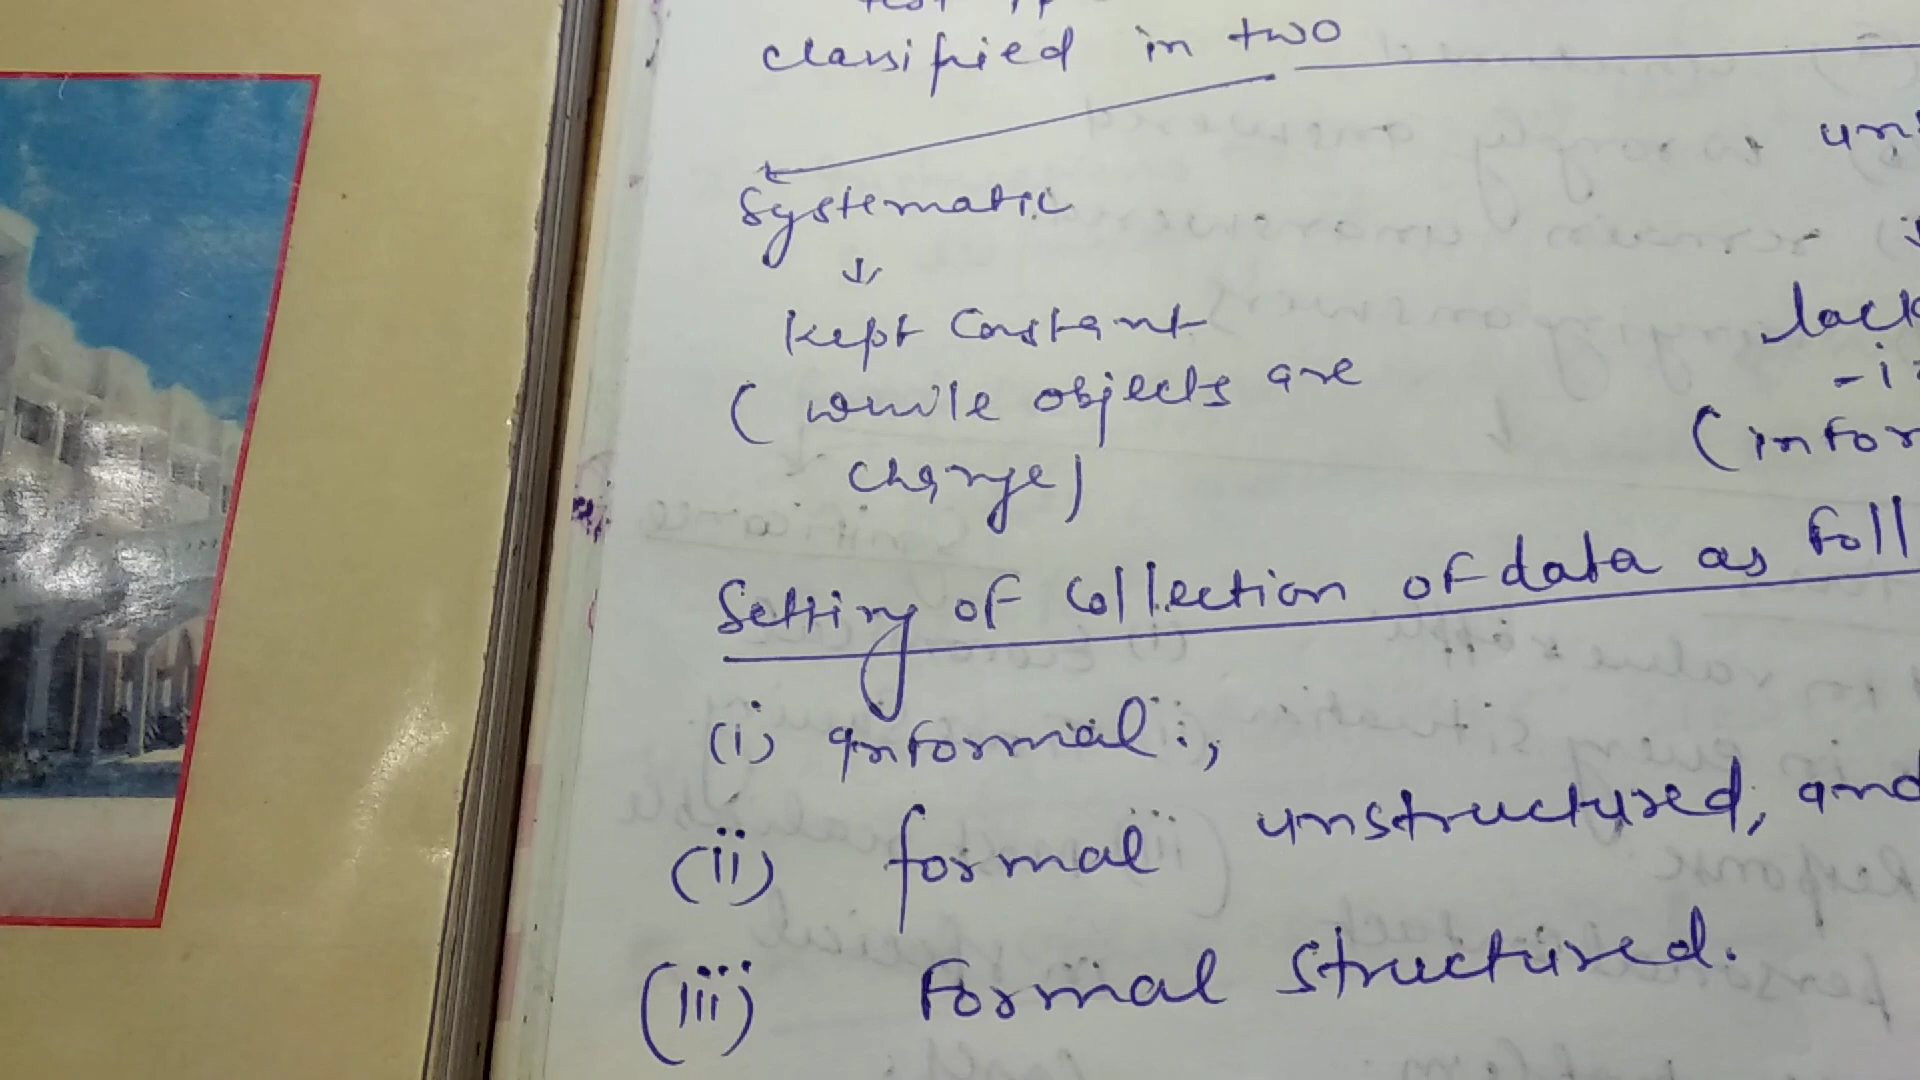 classified in two
Systematic
↓
kept constant
(while objects are
change)
lack
Setting of collection of data as foll
(i) informal:,
(ii) formal unstructured, and
(iii) Formal structured.